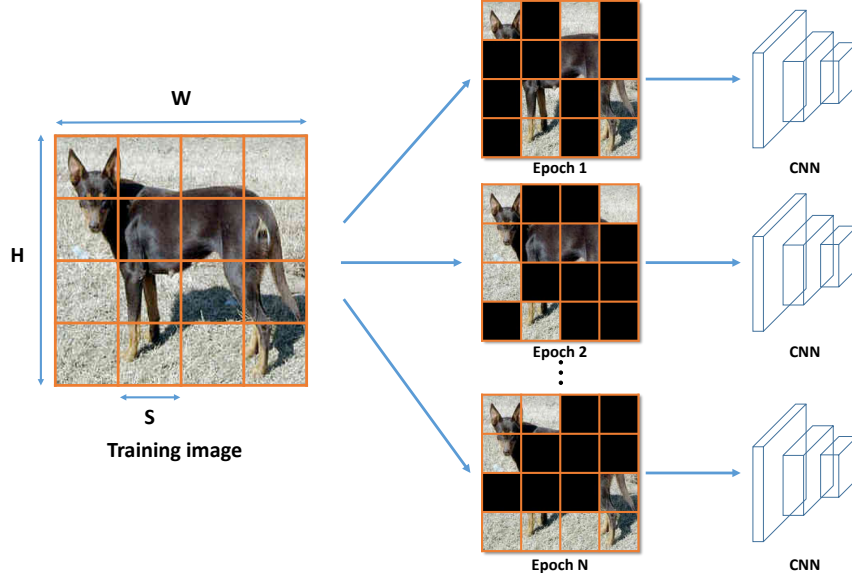 W
H
S
Training image
Epoch 1
CNN
Epoch 2
CNN
Epoch N
CNN